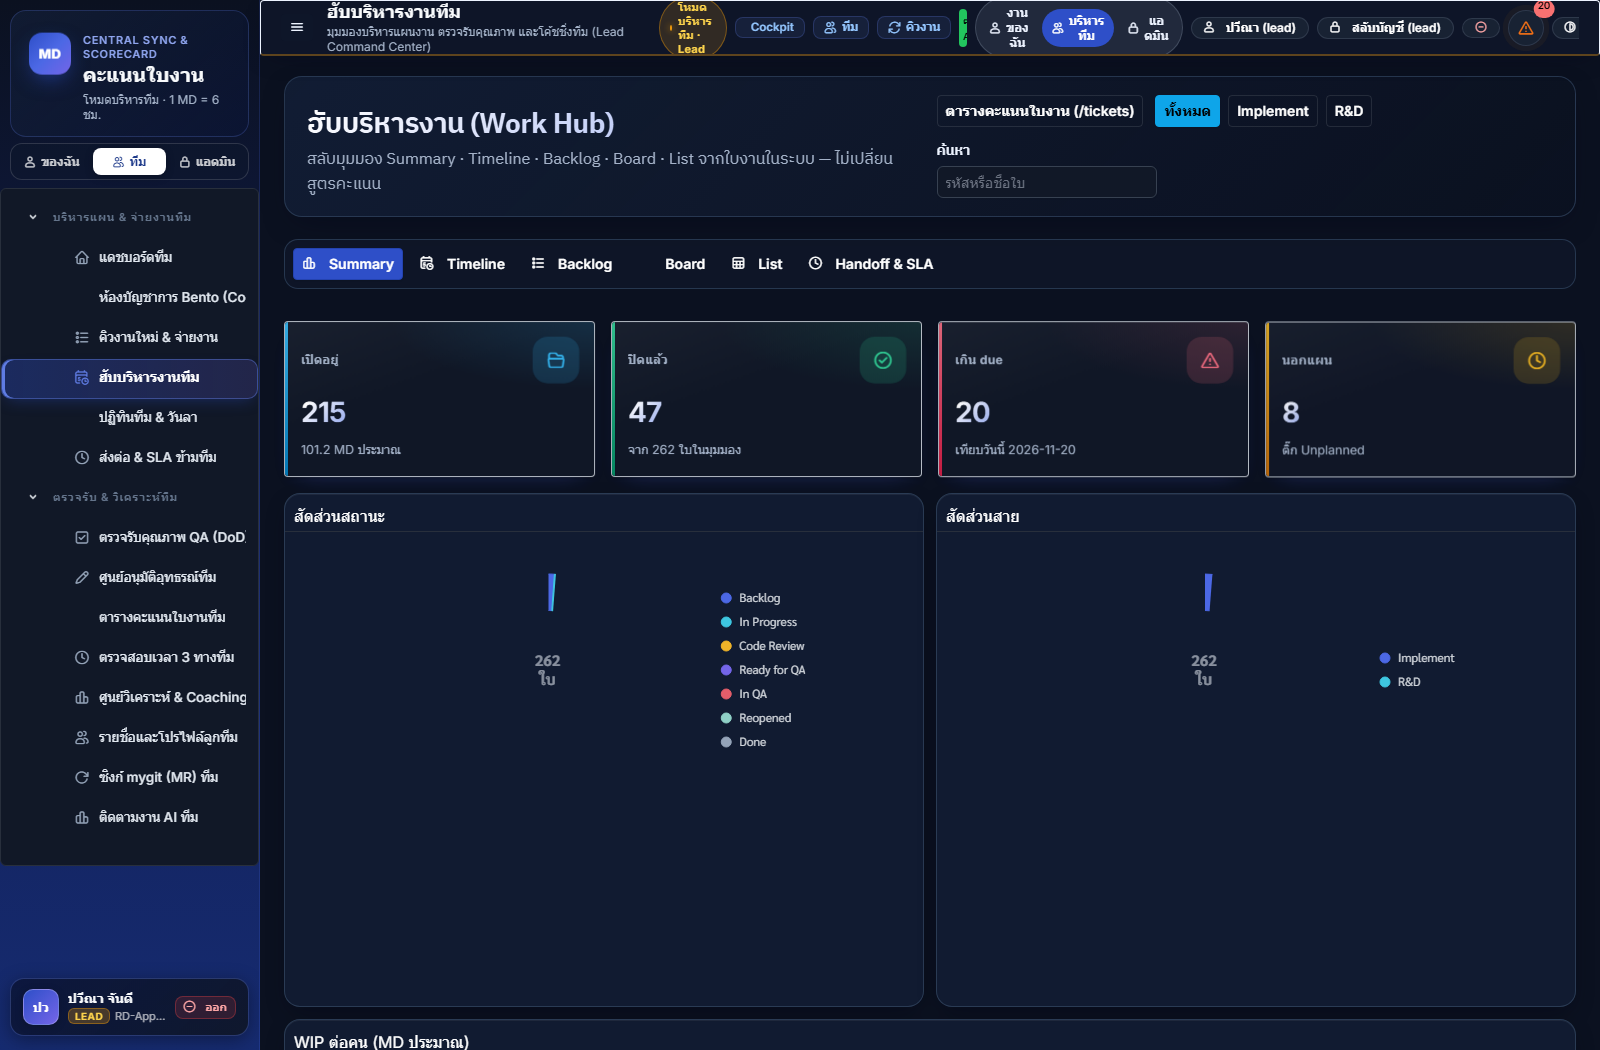 MD
CENTRAL SYNC & SCORECARD
คะแนนใบงาน
โหมดบริหารทีม · 1 MD = 6 ชม.
ของฉัน
ทีม
แอดมิน
บริหารแผน & จ่ายงานทีม
แดชบอร์ดทีม
ห้องบัญชาการ Bento (Co
คิวงานใหม่ & จ่ายงาน
ฮับบริหารงานทีม
ปฏิทินทีม & วันลา
ส่งต่อ & SLA ข้ามทีม
ตรวจรับ & วิเคราะห์ทีม
ตรวจรับคุณภาพ QA (DoD)
ศูนย์อนุมัติอุทธรณ์ทีม
ตารางคะแนนใบงานทีม
ตรวจสอบเวลา 3 ทางทีม
ศูนย์วิเคราะห์ & Coaching
รายชื่อและโปรไฟล์ลูกทีม
ซิงก์ mygit (MR) ทีม
ติดตามงาน AI ทีม
ปว
ปวีณา จันดี
LEAD RD-App...
ออก
ฮับบริหารงานทีม
มุมมองบริหารแผนงาน ตรวจรับคุณภาพ และโค้ชชิ่งทีม (Lead Command Center)
โหมด
บริหาร
ทีม ·
Lead
Cockpit
ทีม
คิวงาน
งานของฉัน
บริหารทีม
แอดมิน
ปวีณา (lead)
สลับบัญชี (lead)
20
ฮับบริหารงาน (Work Hub)
สลับมุมมอง Summary · Timeline · Backlog · Board · List จากใบงานในระบบ — ไม่เปลี่ยน
สูตรคะแนน
ตารางคะแนนใบงาน (/tickets)
ทั้งหมด
Implement
R&D
ค้นหา
รหัสหรือชื่อใบ
Summary
Timeline
Backlog
Board
List
Handoff & SLA
เปิดอยู่
215
101.2 MD ประมาณ
ปิดแล้ว
47
จาก 262 ใบในมุมมอง
เกิน due
20
เทียบวันนี้ 2026-11-20
นอกแผน
8
ติ๊ก Unplanned
สัดส่วนสถานะ
262
ใบ
Backlog
In Progress
Code Review
Ready for QA
In QA
Reopened
Done
สัดส่วนสาย
262
ใบ
Implement
R&D
WIP ต่อคน (MD ประมาณ)